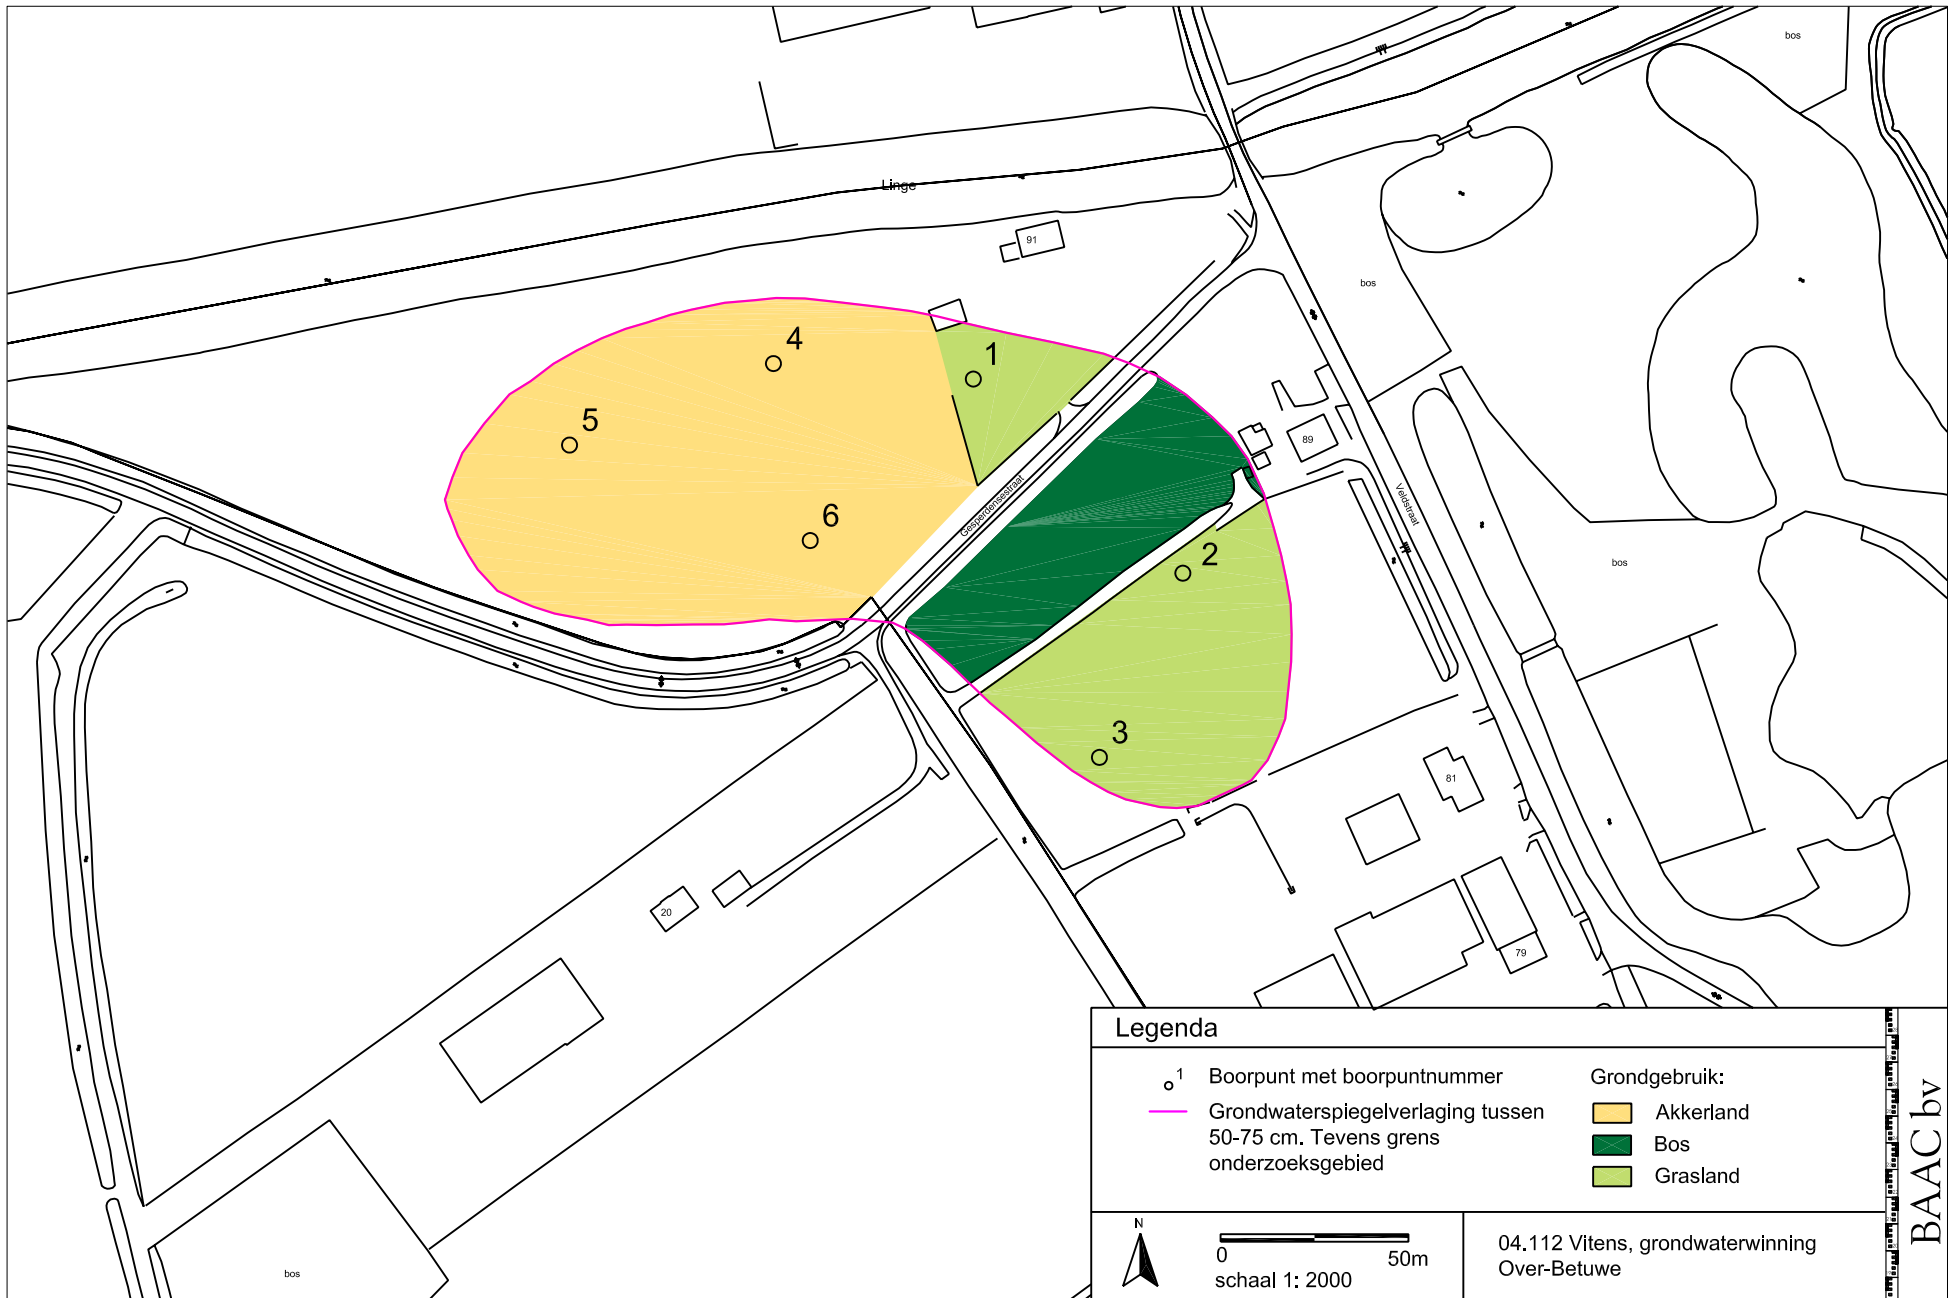 bos
Linge
91
bos
4
1
5
89
Gesperdensestraat
Veldstraat
6
2
bos
3
81
20
79
bos
Legenda
1 Boorpunt met boorpuntnummer
Grondwaterspiegelverlaging tussen
50-75 cm. Tevens grens
onderzoeksgebied
Grondgebruik:
Akkerland
Bos
Grasland
N
0 50m
schaal 1: 2000
04.112 Vitens, grondwaterwinning
Over-Betuwe
BAAC bv